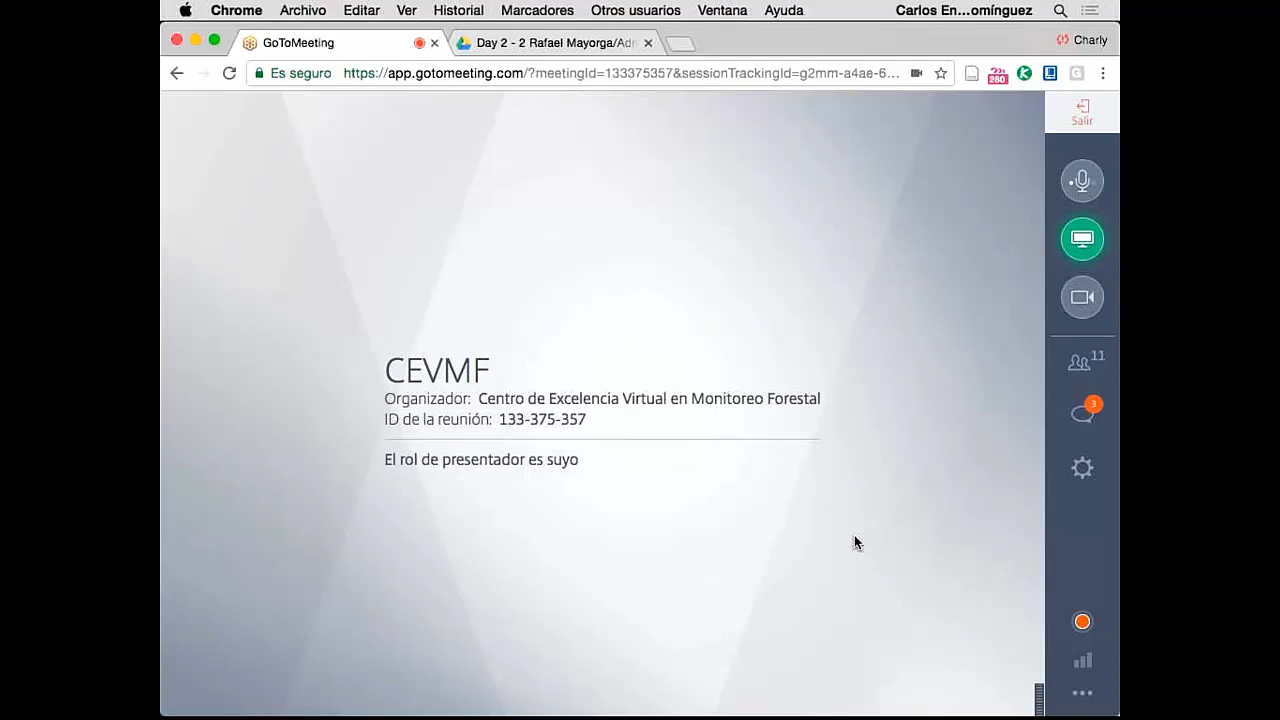 Chrome Archivo Editar Ver Historial Marcadores Otros usuarios Ventana Ayuda Carlos En...omínguez
GoToMeeting Day 2 - 2 Rafael Mayorga/Adm Charly
Es seguro https://app.gotomeeting.com/?meetingId=133375357&sessionTrackingId=g2mm-a4ae-6...
280
Salir
11
3
CEVMF
Organizador: Centro de Excelencia Virtual en Monitoreo Forestal
ID de la reunión: 133-375-357
El rol de presentador es suyo